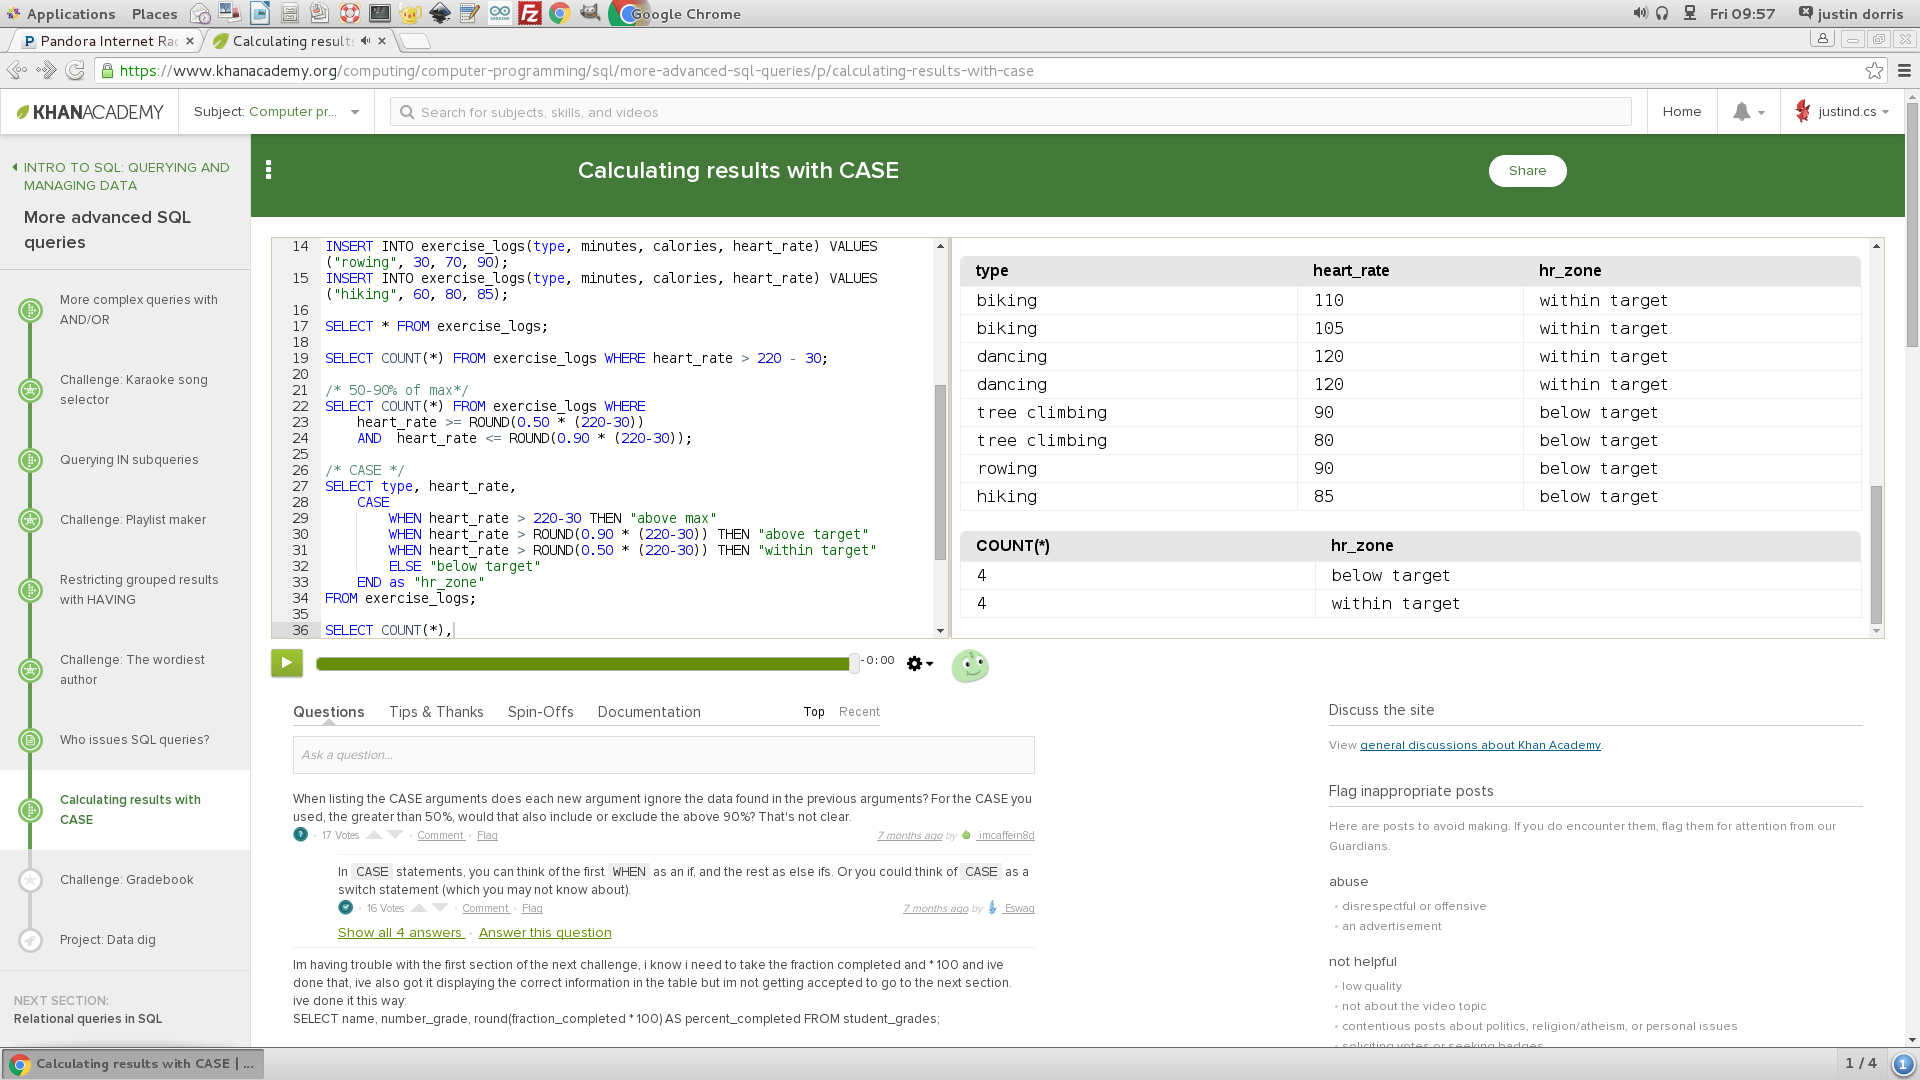 Applications Places Google Chrome Fri 09:57 justin dorris
Pandora Internet Ra
Calculating result
https://www.khanacademy.org/computing/computer-programming/sql/more-advanced-sql-queries/p/calculating-results-with-case
KHANACADEMY
Subject: Computer pr...
Search for subjects, skills, and videos
Home
justind.cs
INTRO TO SQL: QUERYING AND
MANAGING DATA
More advanced SQL
queries
More complex queries with
AND/OR
Challenge: Karaoke song
selector
Querying IN subqueries
Challenge: Playlist maker
Restricting grouped results
with HAVING
Challenge: The wordiest
author
Who issues SQL queries?
Calculating results with
CASE
Challenge: Gradebook
Project: Data dig
NEXT SECTION:
Relational queries in SQL
Calculating results with CASE
Share
14 INSERT INTO exercise_logs(type, minutes, calories, heart_rate) VALUES
("rowing", 30, 70, 90);
15 INSERT INTO exercise_logs(type, minutes, calories, heart_rate) VALUES
("hiking", 60, 80, 85);
16
17 SELECT * FROM exercise_logs;
18
19 SELECT COUNT(*) FROM exercise_logs WHERE heart_rate > 220 - 30;
20
21 /* 50-90% of max*/
22 SELECT COUNT(*) FROM exercise_logs WHERE
23 heart_rate >= ROUND(0.50 * (220-30))
24 AND  heart_rate <= ROUND(0.90 * (220-30));
25
26 /* CASE */
27 SELECT type, heart_rate,
28 CASE
29 WHEN heart_rate > 220-30 THEN "above max"
30 WHEN heart_rate > ROUND(0.90 * (220-30)) THEN "above target"
31 WHEN heart_rate > ROUND(0.50 * (220-30)) THEN "within target"
32 ELSE "below target"
33 END as "hr_zone"
34 FROM exercise_logs;
35
36 SELECT COUNT(*),
type heart_rate hr_zone
biking 110 within target
biking 105 within target
dancing 120 within target
dancing 120 within target
tree climbing 90 below target
tree climbing 80 below target
rowing 90 below target
hiking 85 below target
COUNT(*) hr_zone
4 below target
4 within target
-0:00
Questions Tips & Thanks Spin-Offs Documentation Top Recent
Ask a question...
When listing the CASE arguments does each new argument ignore the data found in the previous arguments? For the CASE you
used, the greater than 50%, would that also include or exclude the above 90%? That's not clear.
17 Votes Comment Flag 7 months ago by imcaffein8d
In CASE statements, you can think of the first WHEN as an if, and the rest as else ifs. Or you could think of CASE as a
switch statement (which you may not know about).
16 Votes Comment Flag 7 months ago by Eswag
Show all 4 answers Answer this question
Im having trouble with the first section of the next challenge, i know i need to take the fraction completed and * 100 and ive
done that, ive also got it displaying the correct information in the table but im not getting accepted to go to the next section.
ive done it this way:
SELECT name, number_grade, round(fraction_completed * 100) AS percent_completed FROM student_grades;
Discuss the site
View general discussions about Khan Academy.
Flag inappropriate posts
Here are posts to avoid making. If you do encounter them, flag them for attention from our
Guardians.
abuse
disrespectful or offensive
an advertisement
not helpful
low quality
not about the video topic
contentious posts about politics, religion/atheism, or personal issues
soliciting votes or seeking badges
Calculating results with CASE | ...
1 / 4
1